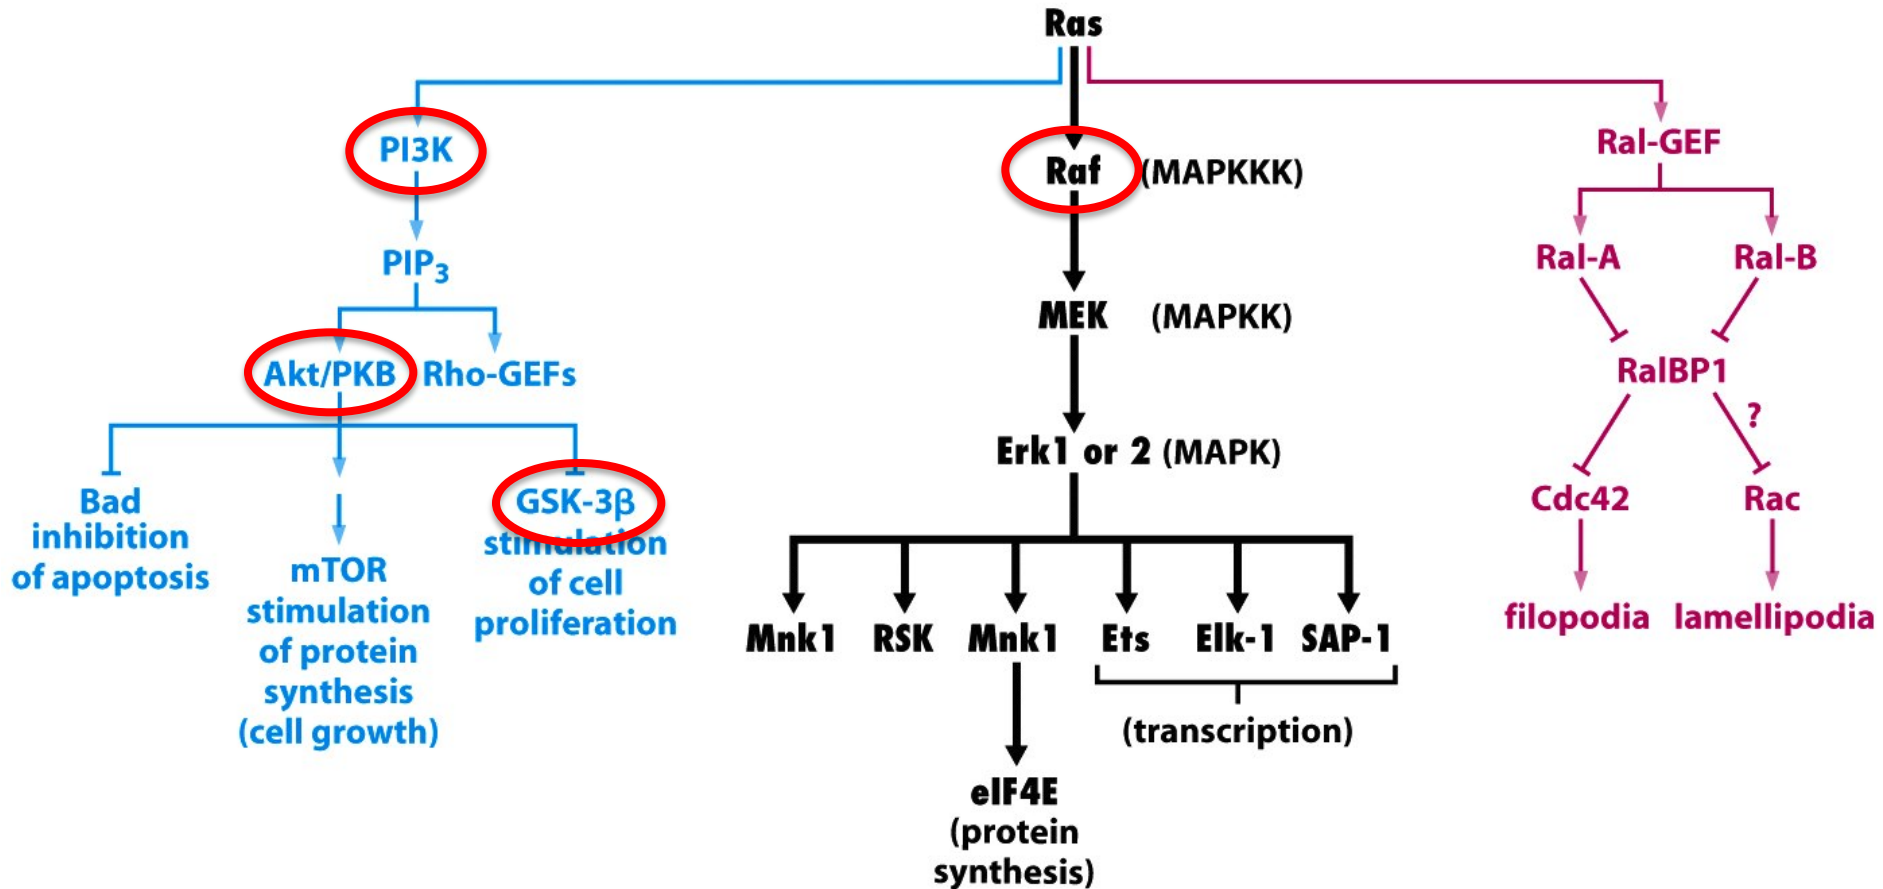 Ras
PI3K
Raf (MAPKKK)
Ral-GEF
PIP3
Ral-A
Ral-B
MEK (MAPKK)
Akt/PKB
Rho-GEFs
RalBP1
?
Erk1 or 2 (MAPK)
Bad
inhibition
of apoptosis
mTOR
stimulation
of protein
synthesis
(cell growth)
GSK-3β
stimulation
of cell
proliferation
Cdc42
Rac
filopodia
lamellipodia
Mnk1
RSK
Mnk1
Ets
Elk-1
SAP-1
(transcription)
eIF4E
(protein
synthesis)